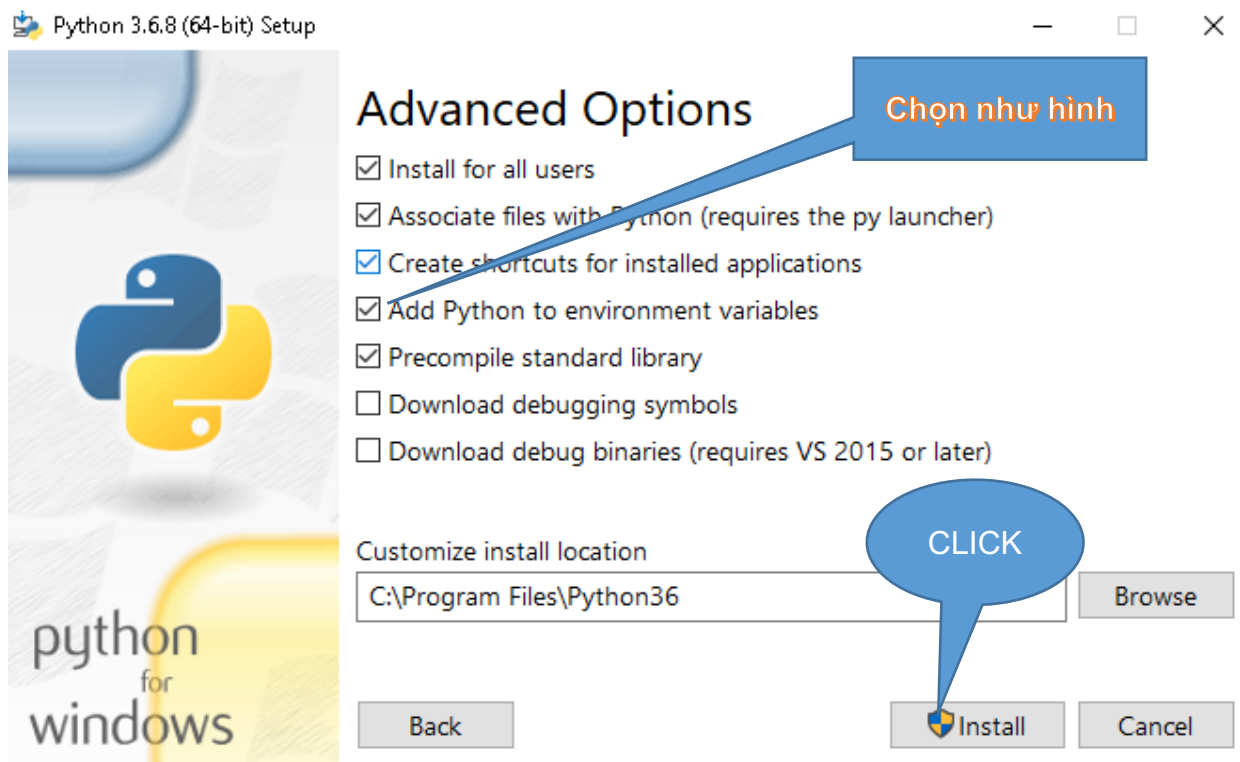 Python 3.6.8 (64-bit) Setup
Advanced Options
Chọn như hình
Install for all users
Associate files with Python (requires the py launcher)
Create shortcuts for installed applications
Add Python to environment variables
Precompile standard library
Download debugging symbols
Download debug binaries (requires VS 2015 or later)
CLICK
Customize install location
C:\Program Files\Python36
Browse
python
for
windows
Back
Install
Cancel